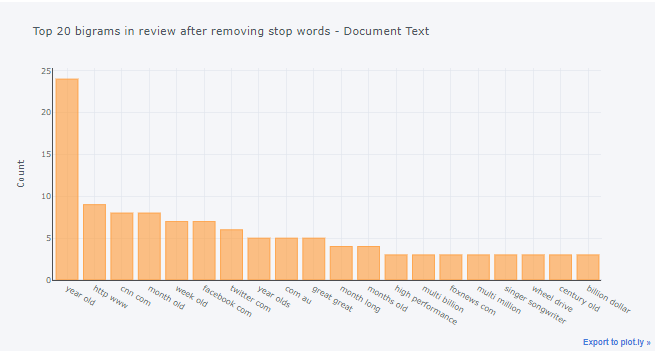 Top 20 bigrams in review after removing stop words - Document Text
Count
25
20
15
10
5
0
year old
http www
cnn com
month old
week old
facebook com
twitter com
year olds
com au
great great
month long
months old
high performance
multi billion
foxnews com
multi million
singer songwriter
wheel drive
century old
billion dollar
Export to plot.ly »